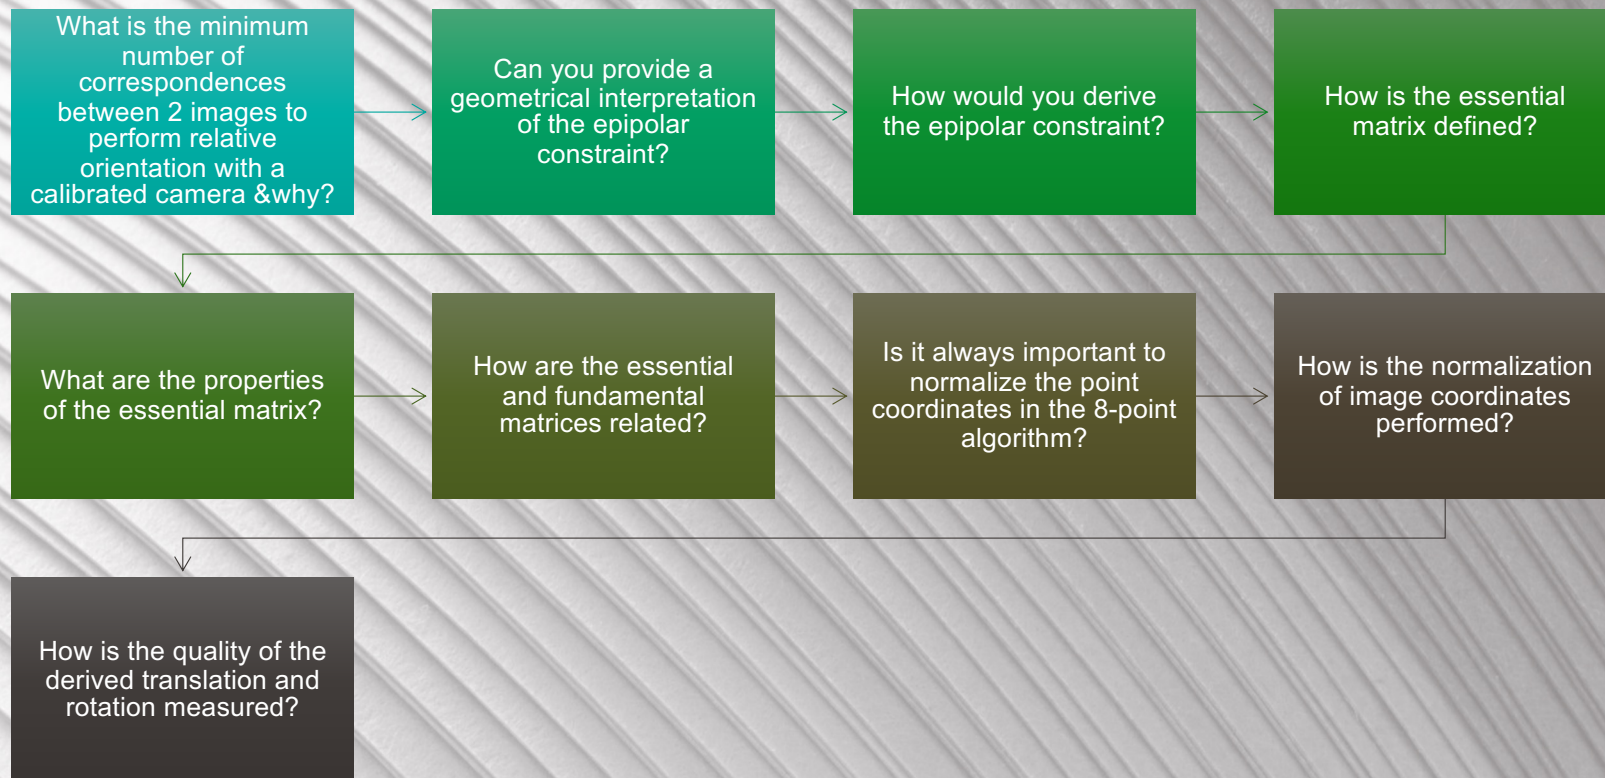 What is the minimum
number of
correspondences
between 2 images to
perform relative
orientation with a
calibrated camera &why?
Can you provide a
geometrical interpretation
of the epipolar
constraint?
How would you derive
the epipolar constraint?
How is the essential
matrix defined?
What are the properties
of the essential matrix?
How are the essential
and fundamental
matrices related?
Is it always important to
normalize the point
coordinates in the 8-point
algorithm?
How is the normalization
of image coordinates
performed?
How is the quality of the
derived translation and
rotation measured?